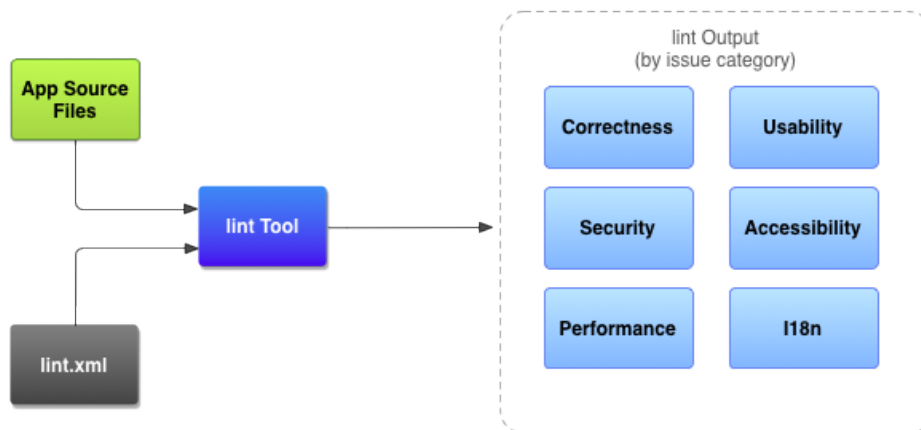 lint Output
(by issue category)
App Source
Files
Correctness
Usability
lint Tool
Security
Accessibility
lint.xml
Performance
I18n